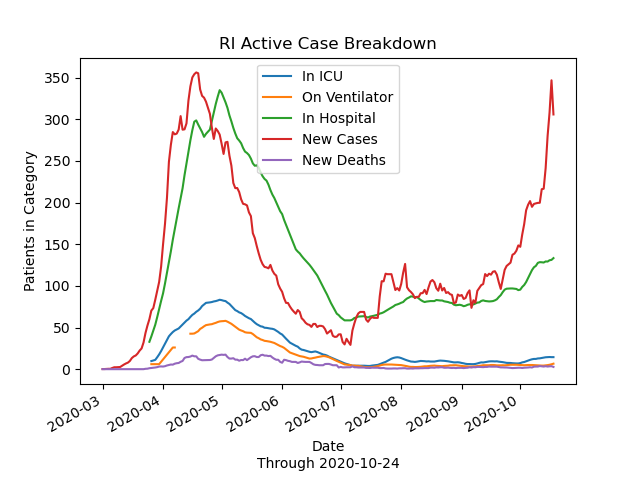 RI Active Case Breakdown
In ICU
On Ventilator
In Hospital
New Cases
New Deaths
Patients in Category
350
300
250
200
150
100
50
0
2020-03
2020-04
2020-05
2020-06
2020-07
2020-08
2020-09
2020-10
Date
Through 2020-10-24